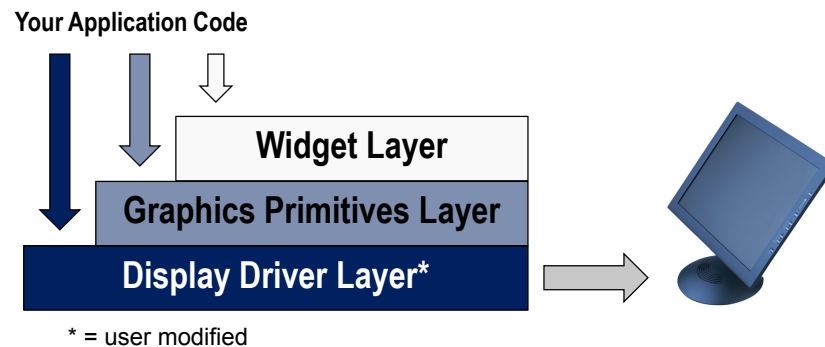 Your Application Code
Widget Layer
Graphics Primitives Layer
Display Driver Layer*
* = user modified